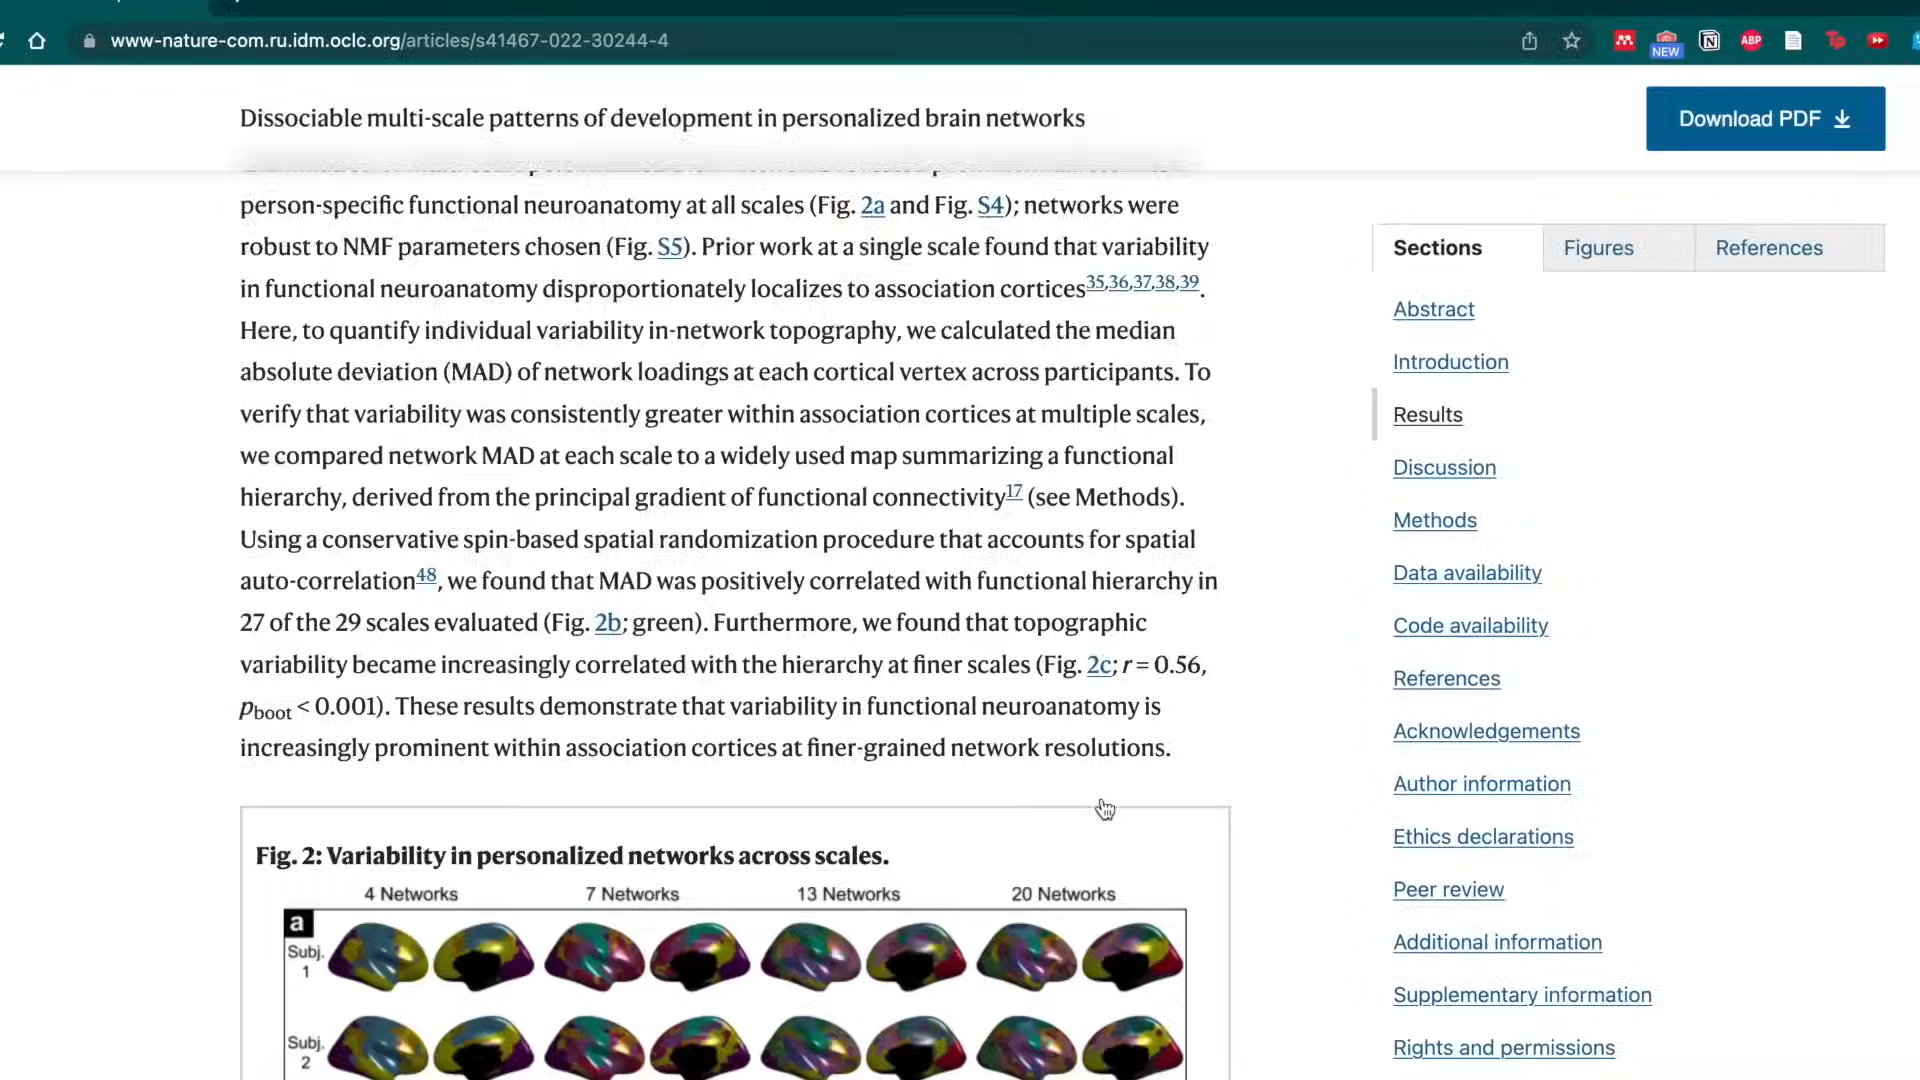 www-nature-com.ru.idm.oclc.org/articles/s41467-022-30244-4
NEW
ABP
Dissociable multi-scale patterns of development in personalized brain networks
Download PDF
person-specific functional neuroanatomy at all scales (Fig. 2a and Fig. S4); networks were
robust to NMF parameters chosen (Fig. S5). Prior work at a single scale found that variability
in functional neuroanatomy disproportionately localizes to association cortices35,36,37,38,39.
Here, to quantify individual variability in-network topography, we calculated the median
absolute deviation (MAD) of network loadings at each cortical vertex across participants. To
verify that variability was consistently greater within association cortices at multiple scales,
we compared network MAD at each scale to a widely used map summarizing a functional
hierarchy, derived from the principal gradient of functional connectivity17 (see Methods).
Using a conservative spin-based spatial randomization procedure that accounts for spatial
auto-correlation48, we found that MAD was positively correlated with functional hierarchy in
27 of the 29 scales evaluated (Fig. 2b; green). Furthermore, we found that topographic
variability became increasingly correlated with the hierarchy at finer scales (Fig. 2c; r = 0.56,
pboot < 0.001). These results demonstrate that variability in functional neuroanatomy is
increasingly prominent within association cortices at finer-grained network resolutions.
Fig. 2: Variability in personalized networks across scales.
4 Networks
7 Networks
13 Networks
20 Networks
a
Subj.
1
Subj.
2
Sections
Figures
References
Abstract
Introduction
Results
Discussion
Methods
Data availability
Code availability
References
Acknowledgements
Author information
Ethics declarations
Peer review
Additional information
Supplementary information
Rights and permissions